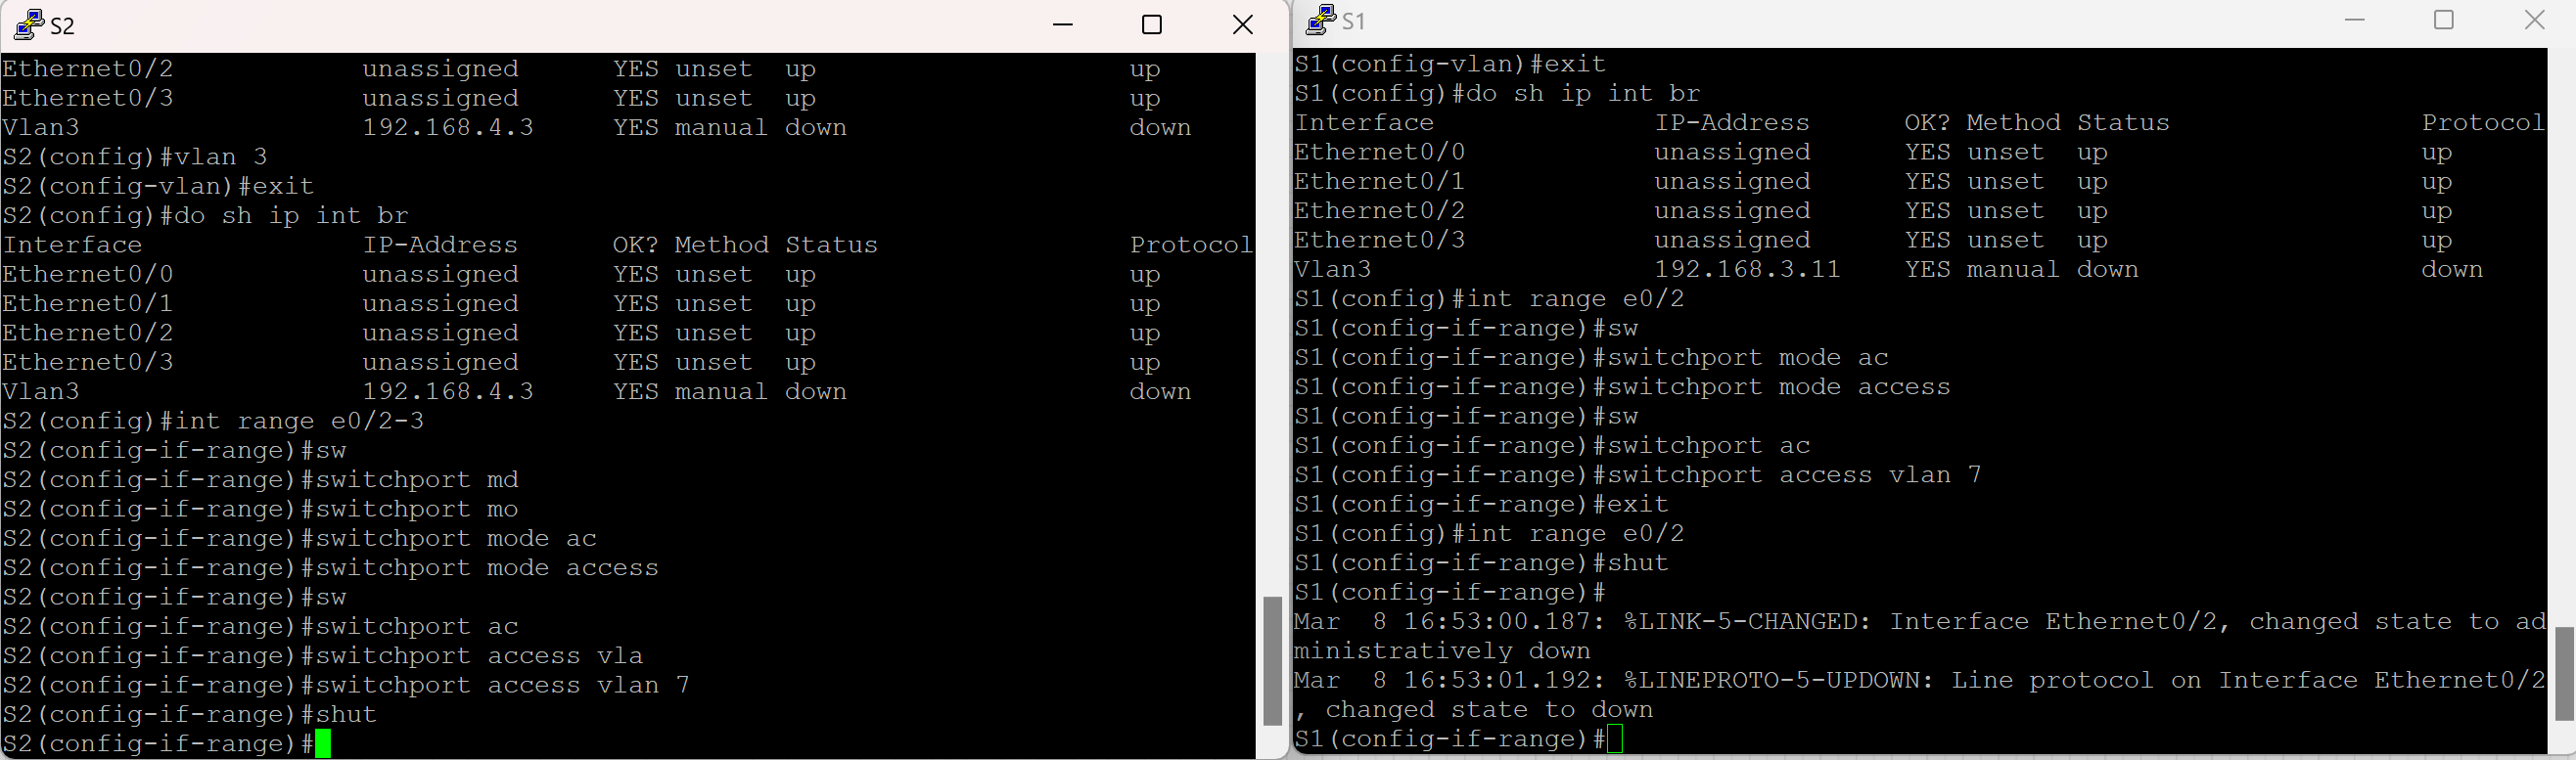 S2
Ethernet0/2 unassigned YES unset up up
Ethernet0/3 unassigned YES unset up up
Vlan3 192.168.4.3 YES manual down down
S2(config)#vlan 3
S2(config-vlan)#exit
S2(config)#do sh ip int br
Interface IP-Address OK? Method Status Protocol
Ethernet0/0 unassigned YES unset up up
Ethernet0/1 unassigned YES unset up up
Ethernet0/2 unassigned YES unset up up
Ethernet0/3 unassigned YES unset up up
Vlan3 192.168.4.3 YES manual down down
S2(config)#int range e0/2-3
S2(config-if-range)#sw
S2(config-if-range)#switchport md
S2(config-if-range)#switchport mo
S2(config-if-range)#switchport mode ac
S2(config-if-range)#switchport mode access
S2(config-if-range)#sw
S2(config-if-range)#switchport ac
S2(config-if-range)#switchport access vla
S2(config-if-range)#switchport access vlan 7
S2(config-if-range)#shut
S2(config-if-range)#
S1
S1(config-vlan)#exit
S1(config)#do sh ip int br
Interface IP-Address OK? Method Status Protocol
Ethernet0/0 unassigned YES unset up up
Ethernet0/1 unassigned YES unset up up
Ethernet0/2 unassigned YES unset up up
Ethernet0/3 unassigned YES unset up up
Vlan3 192.168.3.11 YES manual down down
S1(config)#int range e0/2
S1(config-if-range)#sw
S1(config-if-range)#switchport mode ac
S1(config-if-range)#switchport mode access
S1(config-if-range)#sw
S1(config-if-range)#switchport ac
S1(config-if-range)#switchport access vlan 7
S1(config-if-range)#exit
S1(config)#int range e0/2
S1(config-if-range)#shut
S1(config-if-range)#
Mar  8 16:53:00.187: %LINK-5-CHANGED: Interface Ethernet0/2, changed state to ad
ministratively down
Mar  8 16:53:01.192: %LINEPROTO-5-UPDOWN: Line protocol on Interface Ethernet0/2
, changed state to down
S1(config-if-range)#